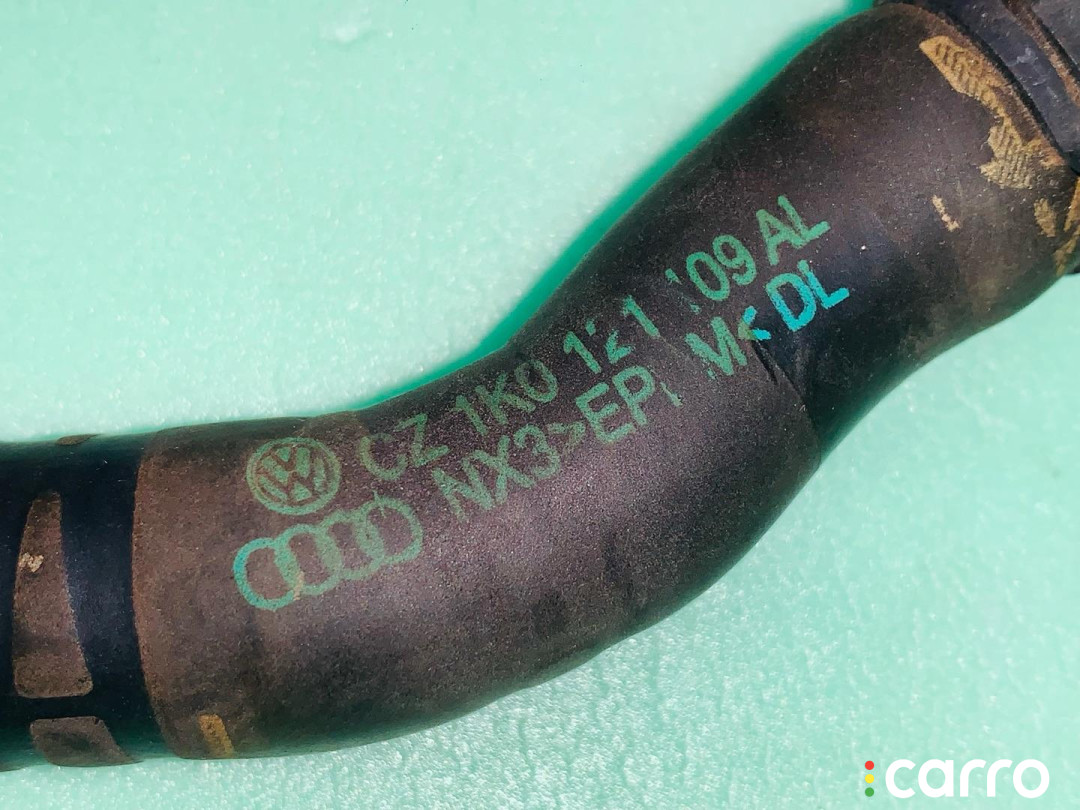 CZ 1K0 121 109 AL
NX3>EP M< DL
carro